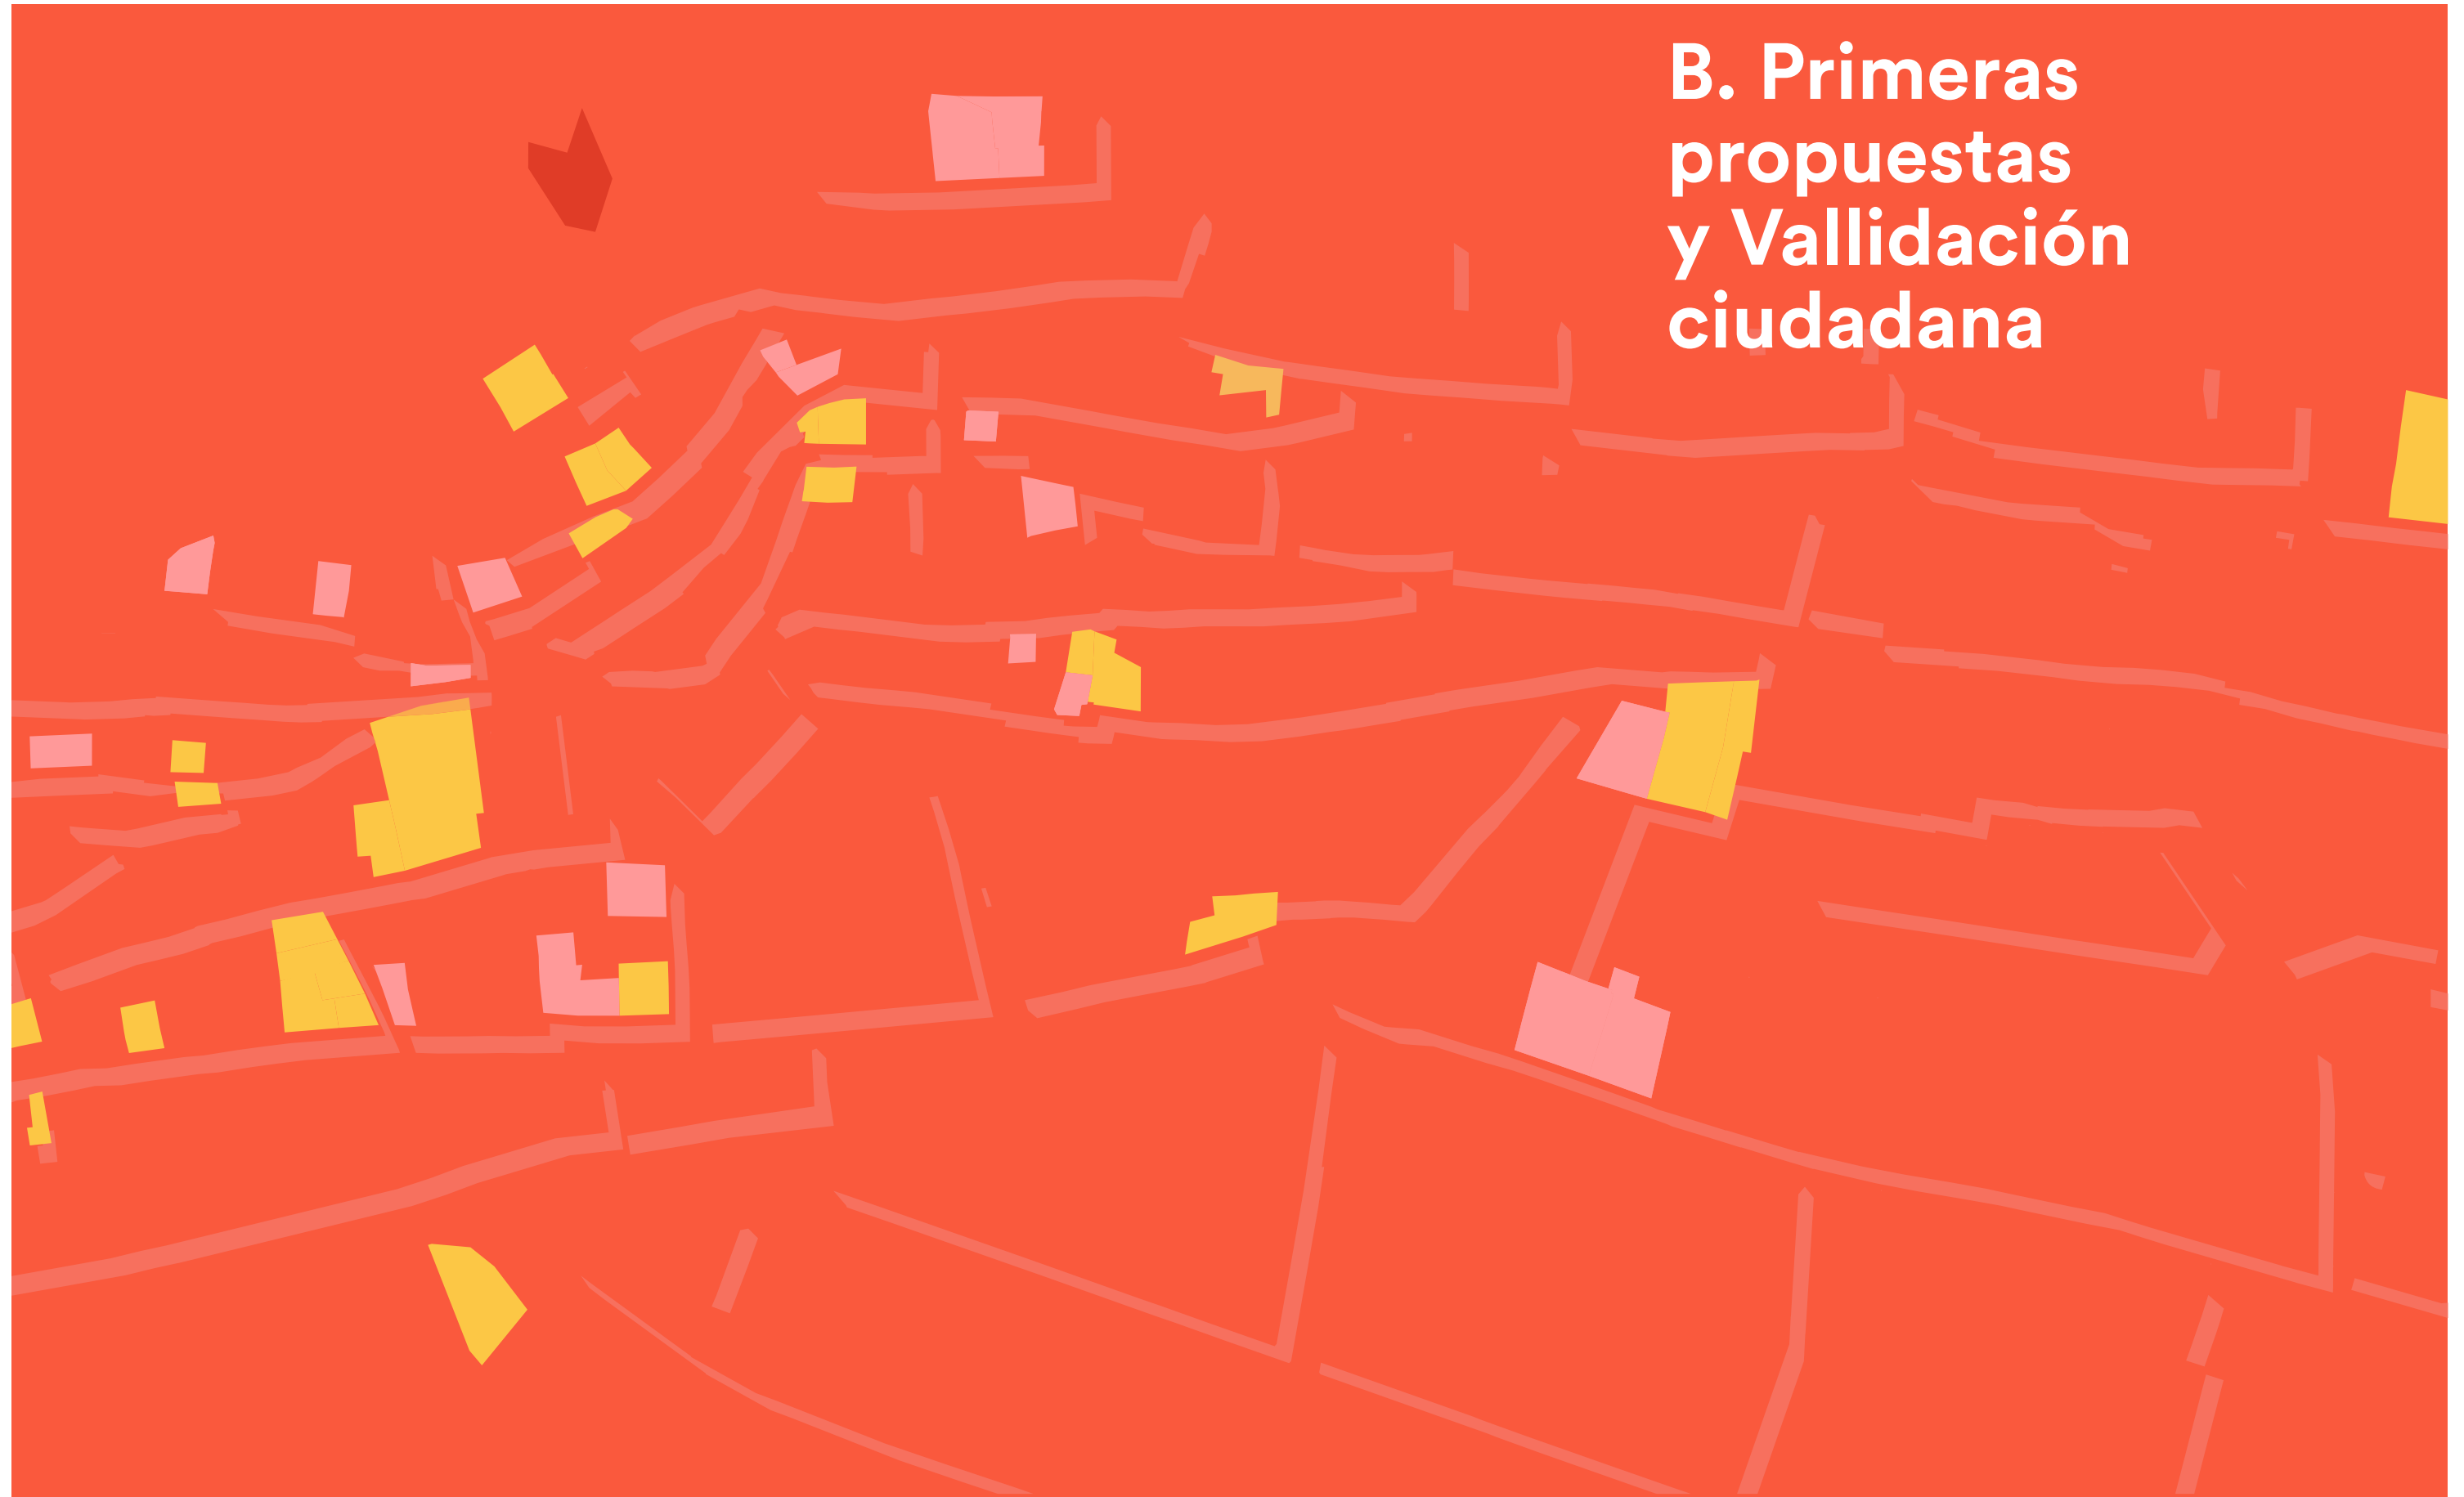 B. Primeras
propuestas
y Vallidación
ciudadana